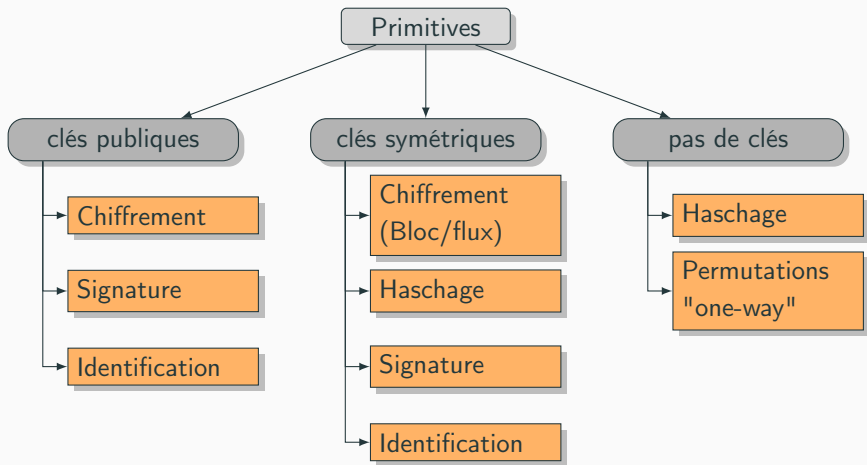 Primitives
clés publiques
Chiffrement
Signature
Identification
clés symétriques
Chiffrement
(Bloc/flux)
Haschage
Signature
Identification
pas de clés
Haschage
Permutations
"one-way"